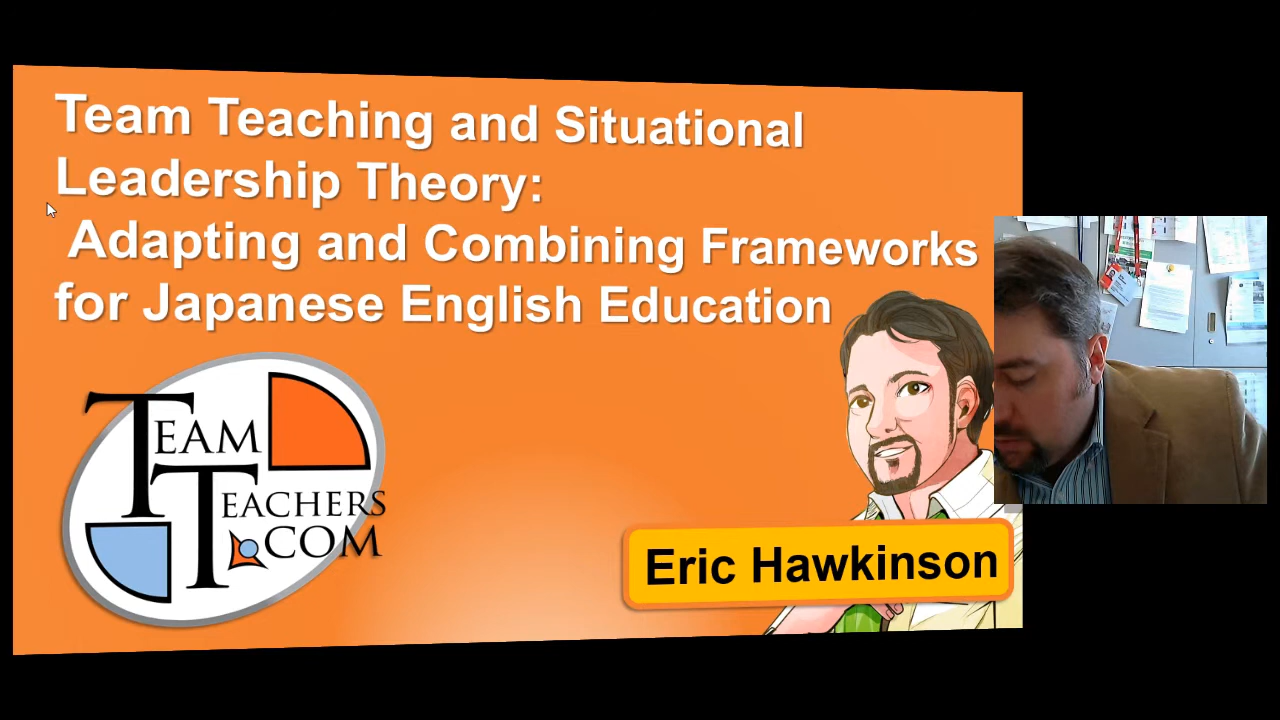 Team Teaching and Situational
Leadership Theory:
Adapting and Combining Frameworks
for Japanese English Education
TEAM
TEACHERS
.COM
Eric Hawkinson